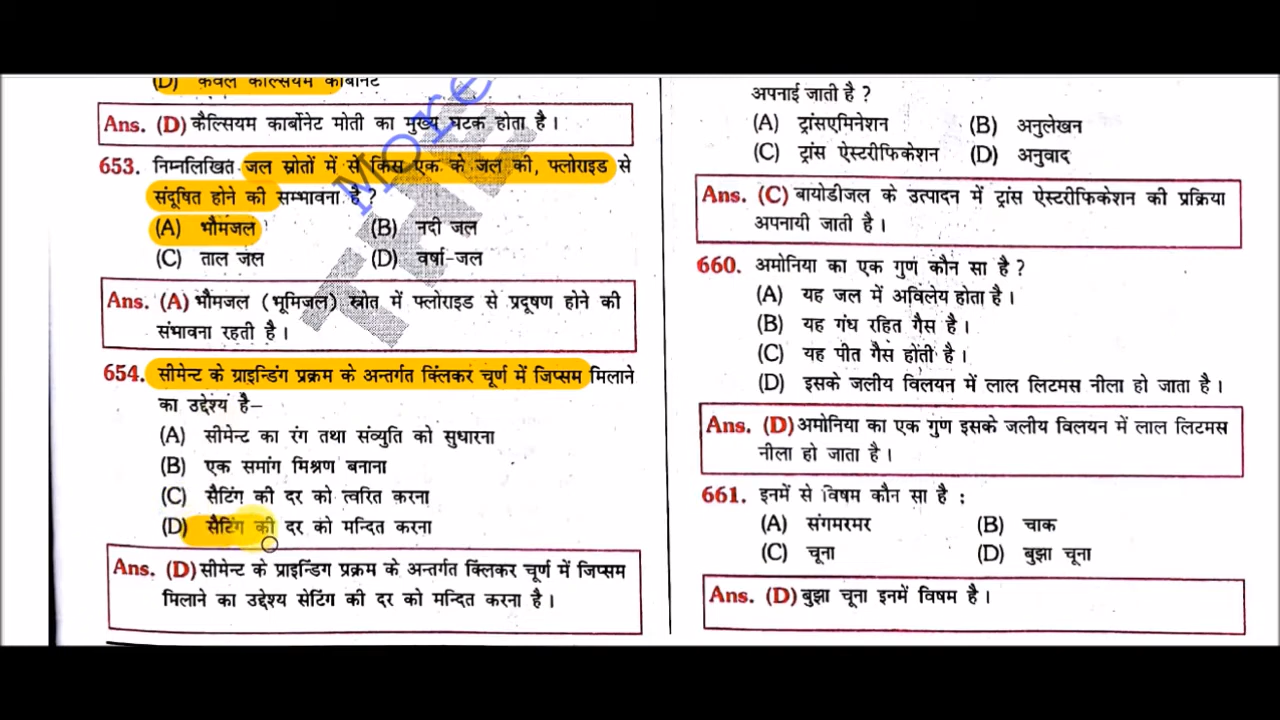 (D) केवल कैल्सियम कार्बोनेट
Ans. (D) कैल्सियम कार्बोनेट मोती का मुख्य घटक होता है।
653. निम्नलिखित जल स्रोतों में से किस एक के जल की, फ्लोराइड से
संदूषित होने की सम्भावना है?
(A) भौमजल (B) नदी जल
(C) ताल जल (D) वर्षा-जल
Ans. (A) भौमजल (भूमिजल) स्रोत में फ्लोराइड से प्रदूषण होने की
संभावना रहती है।
654. सीमेन्ट के ग्राइन्डिंग प्रक्रम के अन्तर्गत क्लिंकर चूर्ण में जिप्सम मिलाने
का उद्देश्य है–
(A) सीमेन्ट का रंग तथा संव्युति को सुधारना
(B) एक समांग मिश्रण बनाना
(C) सैटिंग की दर को त्वरित करना
(D) सैटिंग की दर को मन्दित करना
Ans. (D) सीमेन्ट के प्राइन्डिंग प्रक्रम के अन्तर्गत क्लिकर चूर्ण में जिप्सम
मिलाने का उद्देश्य सेटिंग की दर को मन्दित करना है।
More
THE
अपनाई जाती है?
(A) ट्रांसएमिनेशन (B) अनुलेखन
(C) ट्रांस ऐस्टरीफिकेशन (D) अनुवाद
Ans. (C) बायोडीजल के उत्पादन में ट्रांस ऐस्टरीफिकेशन की प्रक्रिया
अपनायी जाती है।
660. अमोनिया का एक गुण कौन सा है?
(A) यह जल में अविलेय होता है।
(B) यह गंध रहित गैस है।
(C) यह पीत गैस होती है।
(D) इसके जलीय विलयन में लाल लिटमस नीला हो जाता है।
Ans. (D) अमोनिया का एक गुण इसके जलीय विलयन में लाल लिटमस
नीला हो जाता है।
661. इनमें से विषम कौन सा है :
(A) संगमरमर (B) चाक
(C) चूना (D) बुझा चूना
Ans. (D) बुझा चूना इनमें विषम है।